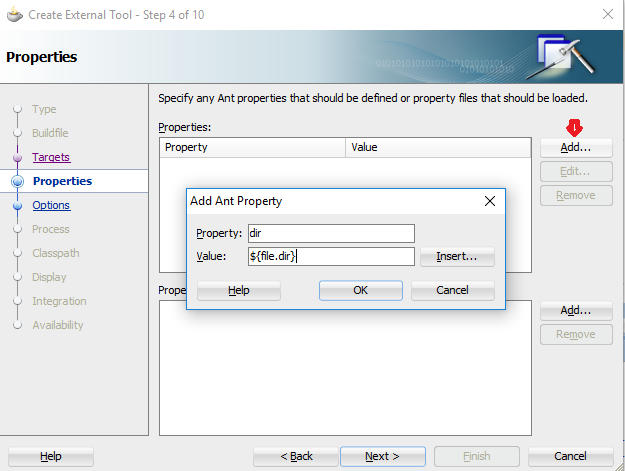 Create External Tool - Step 4 of 10
Properties
Type
Buildfile
Targets
Properties
Options
Process
Classpath
Display
Integration
Availability
Specify any Ant properties that should be defined or property files that should be loaded.
Properties:
Property Value
Add...
Edit...
Remove
Add Ant Property
Property: dir
Value: ${file.dir} Insert...
Help OK Cancel
Add...
Remove
Help < Back Next > Finish Cancel